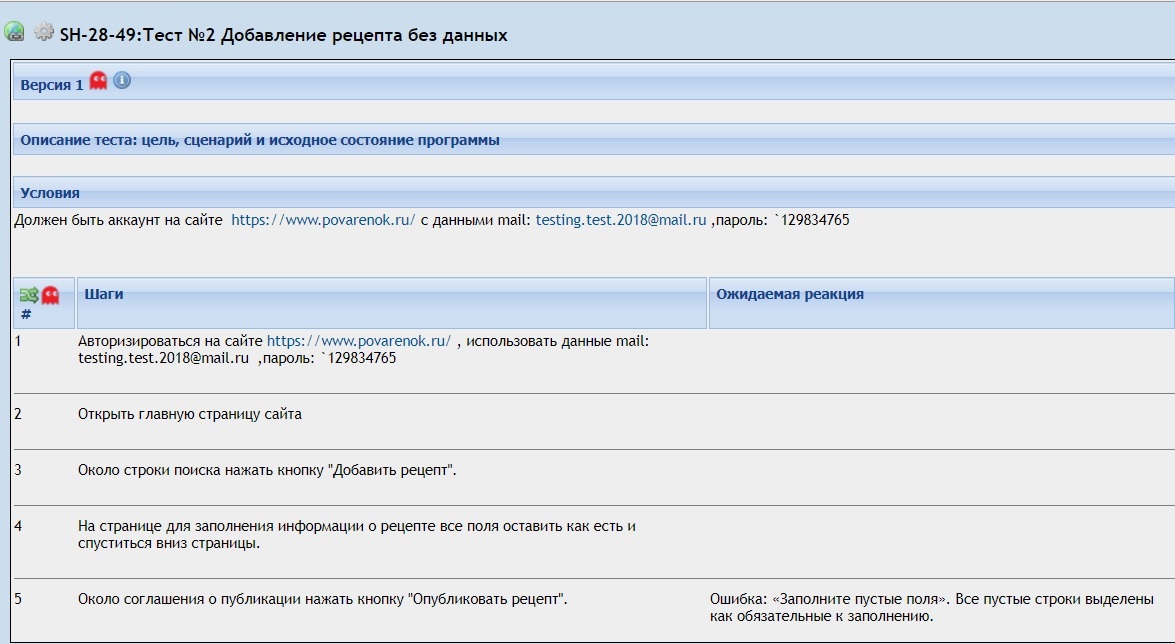 SH-28-49:Тест №2 Добавление рецепта без данных
Версия 1
Описание теста: цель, сценарий и исходное состояние программы
Условия
Должен быть аккаунт на сайте https://www.povarenok.ru/ с данными mail: testing.test.2018@mail.ru ,пароль: `129834765
# Шаги Ожидаемая реакция
1 Авторизироваться на сайте https://www.povarenok.ru/ , использовать данные mail:
testing.test.2018@mail.ru ,пароль: `129834765
2 Открыть главную страницу сайта
3 Около строки поиска нажать кнопку "Добавить рецепт".
4 На странице для заполнения информации о рецепте все поля оставить как есть и
спуститься вниз страницы.
5 Около соглашения о публикации нажать кнопку "Опубликовать рецепт". Ошибка: «Заполните пустые поля». Все пустые строки выделены
как обязательные к заполнению.